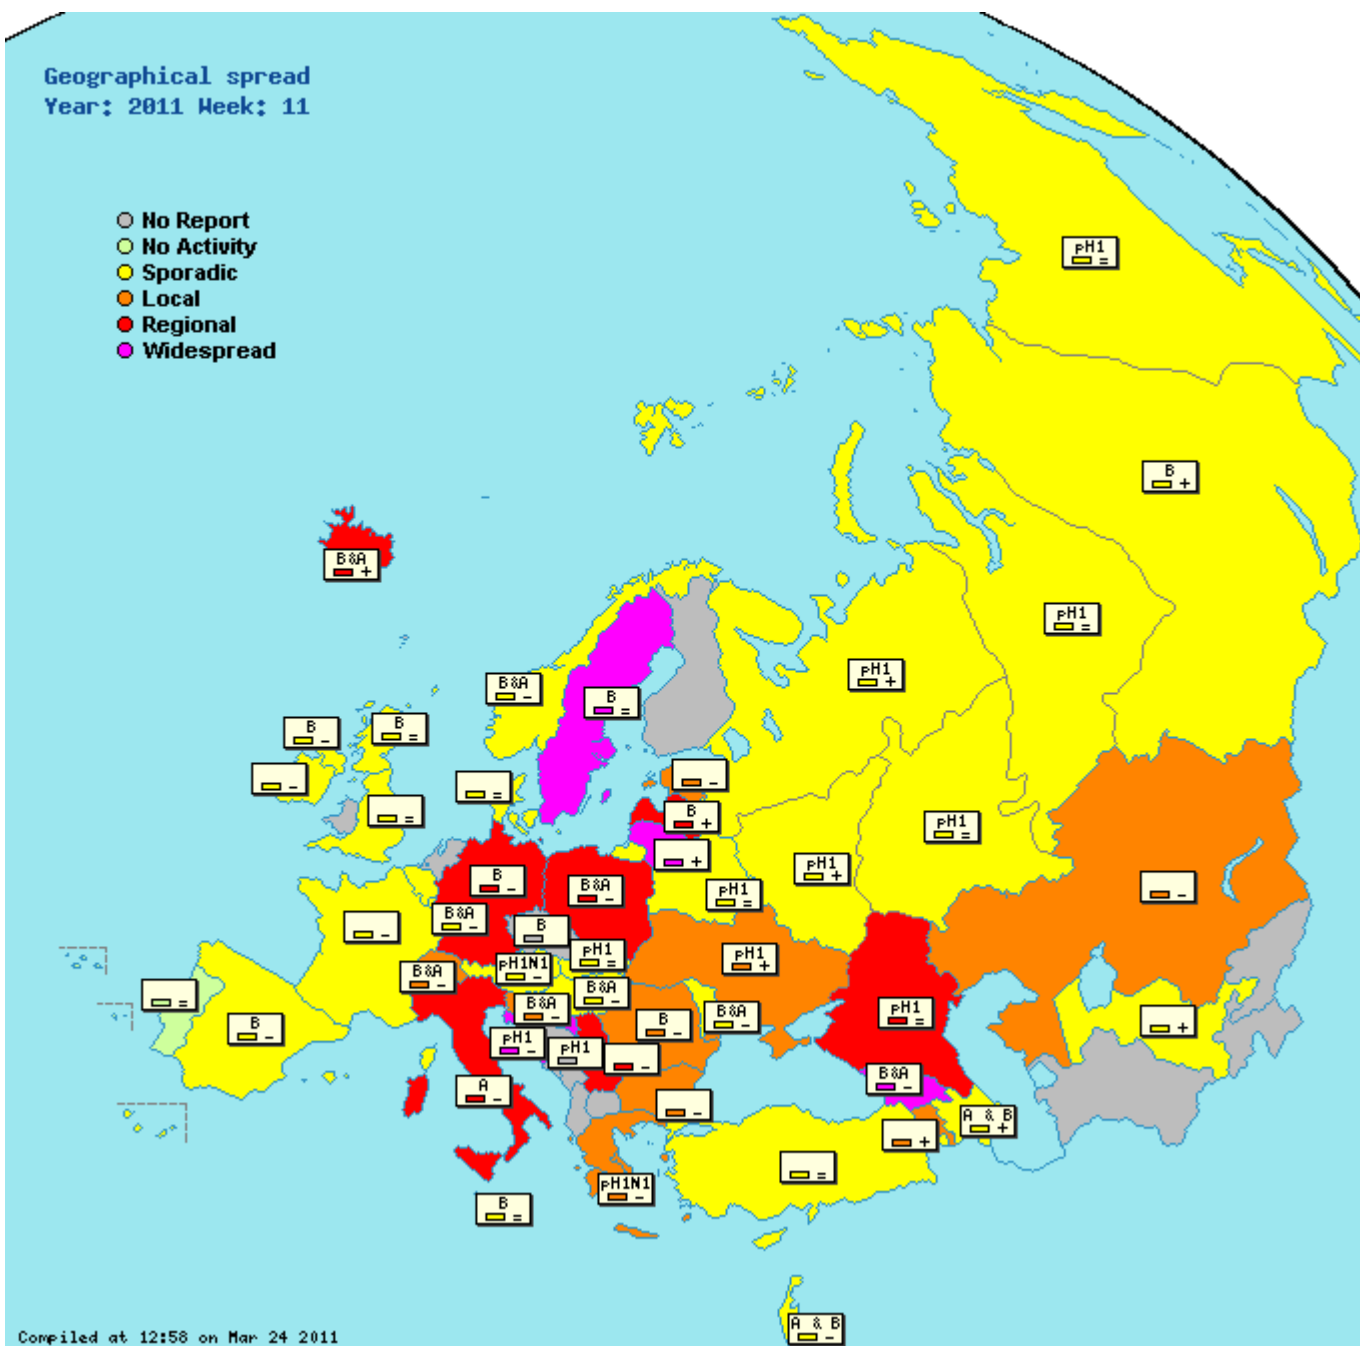 Geographical spread
Year: 2011 Week: 11
No Report
No Activity
Sporadic
Local
Regional
Widespread
pH1
=
B
+
B&A
+
pH1
=
pH1
+
B&A
-
B
=
B
-
B
=
-
-
=
=
B
+
pH1
=
+
pH1
+
B
-
B&A
-
pH1
=
-
B&A
-
-
B
pH1
=
pH1
+
B&A
-
pH1N1
-
B&A
-
=
B&A
-
B
-
B&A
-
pH1
=
+
B
-
pH1
-
pH1
-
B&A
-
A
-
-
A & B
+
+
=
pH1N1
-
B
=
A & B
-
Compiled at 12:58 on Mar 24 2011